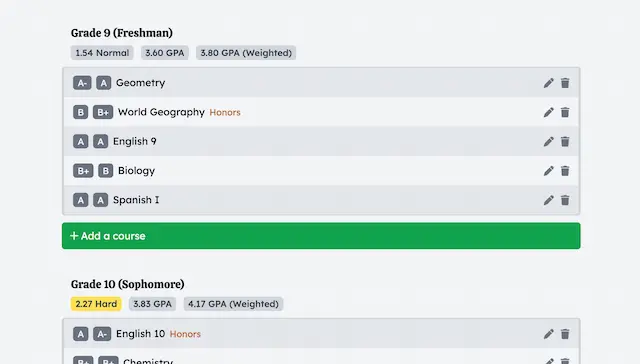 Grade 9 (Freshman)
1.54 Normal 3.60 GPA 3.80 GPA (Weighted)
A- A Geometry
B B+ World Geography Honors
A A English 9
B+ B Biology
A A Spanish I
+ Add a course
Grade 10 (Sophomore)
2.27 Hard 3.83 GPA 4.17 GPA (Weighted)
A A- English 10 Honors
B+ B+ Chemistry